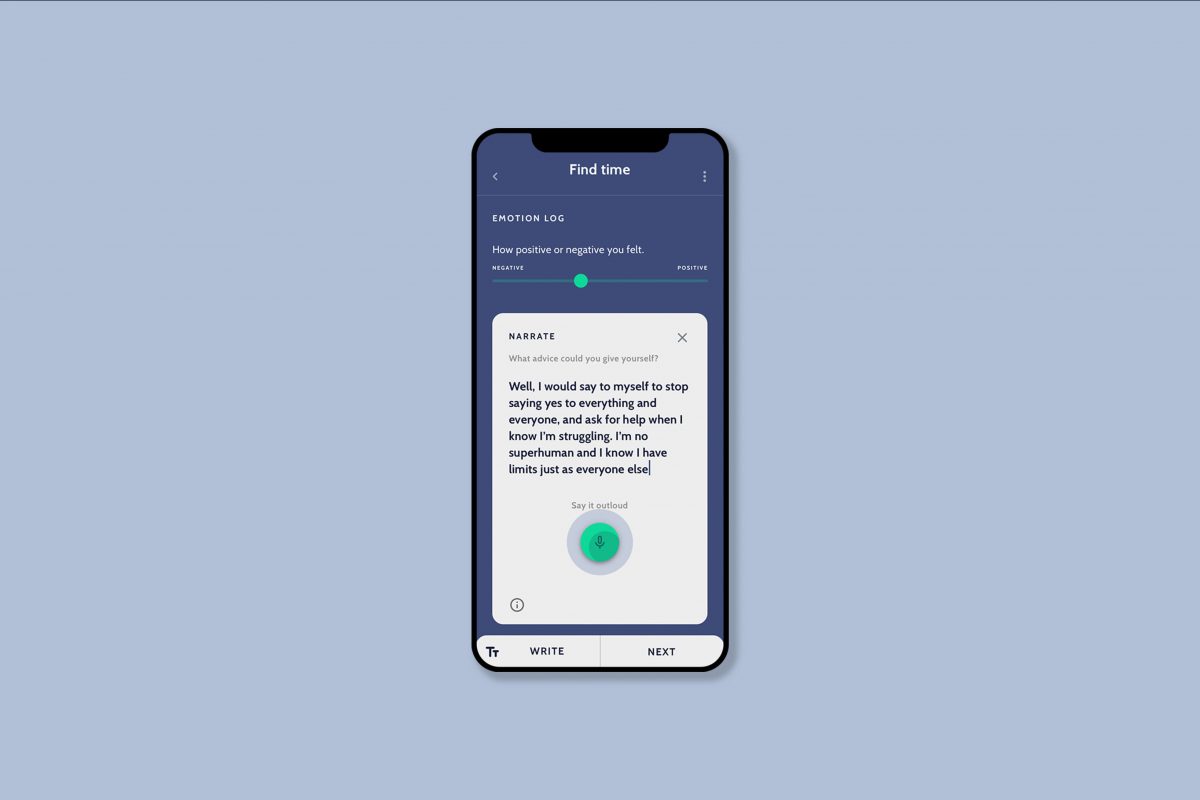 Find time
EMOTION LOG
How positive or negative you felt.
NEGATIVE
POSITIVE
NARRATE
What advice could you give yourself?
Well, I would say to myself to stop
saying yes to everything and
everyone, and ask for help when I
know I'm struggling. I'm no
superhuman and I know I have
limits just as everyone else
Say it outloud
Tт WRITE
NEXT